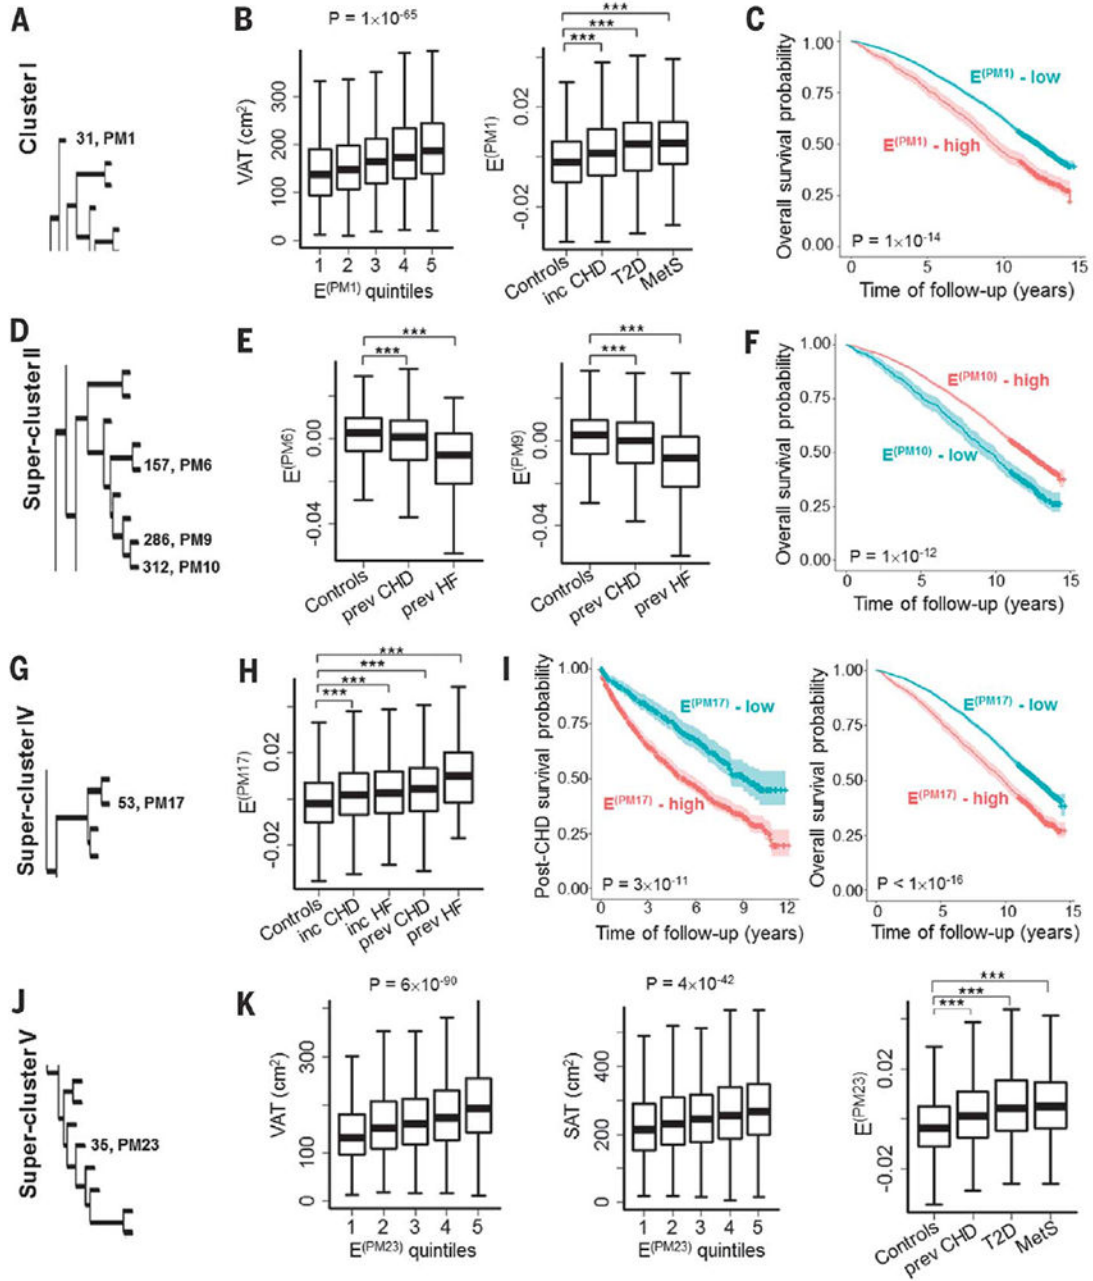 A
Cluster I
31, PM1
B
P = 1×10-65
VAT (cm2)
300
200
100
0
1 2 3 4 5
E(PM1) quintiles
***
***
***
E(PM1)
0.02
-0.02
Controls
inc CHD
T2D
MetS
C
Overall survival probability
1.00
0.75
0.50
0.25
0.00
E(PM1) - low
E(PM1) - high
P = 1×10-14
0 5 10 15
Time of follow-up (years)
D
Super-cluster II
157, PM6
286, PM9
312, PM10
E
***
***
E(PM6)
0.00
-0.04
Controls
prev CHD
prev HF
***
***
E(PM9)
0.00
-0.04
Controls
prev CHD
prev HF
F
Overall survival probability
1.00
0.75
0.50
0.25
0.00
E(PM10) - high
E(PM10) - low
P = 1×10-12
0 5 10 15
Time of follow-up (years)
G
Super-cluster IV
53, PM17
H
***
***
***
***
E(PM17)
0.02
-0.02
Controls
inc CHD
inc HF
prev CHD
prev HF
I
Post-CHD survival probability
1.00
0.75
0.50
0.25
0.00
E(PM17) - low
E(PM17) - high
P = 3×10-11
0 3 6 9 12
Time of follow-up (years)
Overall survival probability
1.00
0.75
0.50
0.25
0.00
E(PM17) - low
E(PM17) - high
P < 1×10-16
0 5 10 15
Time of follow-up (years)
J
Super-cluster V
35, PM23
K
P = 6×10-90
VAT (cm2)
300
100
0
1 2 3 4 5
E(PM23) quintiles
P = 4×10-42
SAT (cm2)
400
200
0
1 2 3 4 5
E(PM23) quintiles
***
***
***
E(PM23)
0.02
-0.02
Controls
prev CHD
T2D
MetS